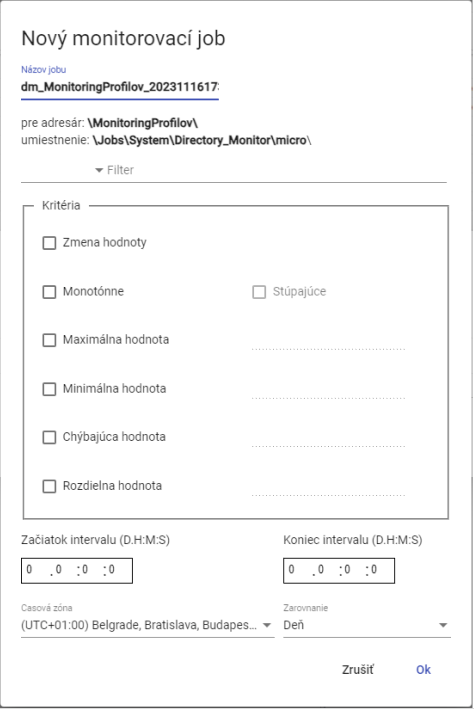 Nový monitorovací job
Názov jobu
dm_MonitoringProfilov_2023111617
pre adresár: \MonitoringProfilov\
umiestnenie: \Jobs\System\Directory_Monitor\micro\
Filter
Kritéria
Zmena hodnoty
Monotónne Stúpajúce
Maximálna hodnota
Minimálna hodnota
Chýbajúca hodnota
Rozdielna hodnota
Začiatok intervalu (D.H:M:S) Koniec intervalu (D.H:M:S)
0 .0 :0 :0 0 .0 :0 :0
Casová zóna Zarovnanie
(UTC+01:00) Belgrade, Bratislava, Budapes... Deň
Zrušiť Ok